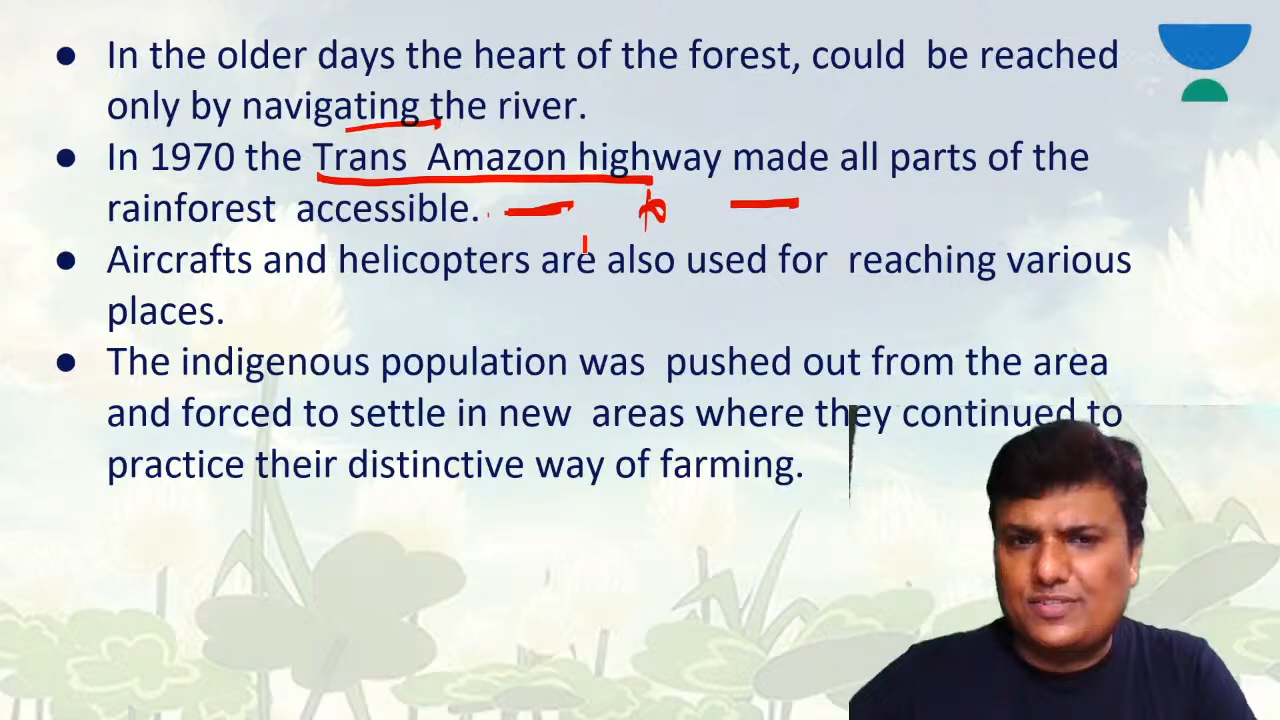 ● In the older days the heart of the forest, could be reached
only by navigating the river.
● In 1970 the Trans Amazon highway made all parts of the
rainforest accessible.
● Aircrafts and helicopters are also used for reaching various
places.
● The indigenous population was pushed out from the area
and forced to settle in new areas where they continued to
practice their distinctive way of farming.